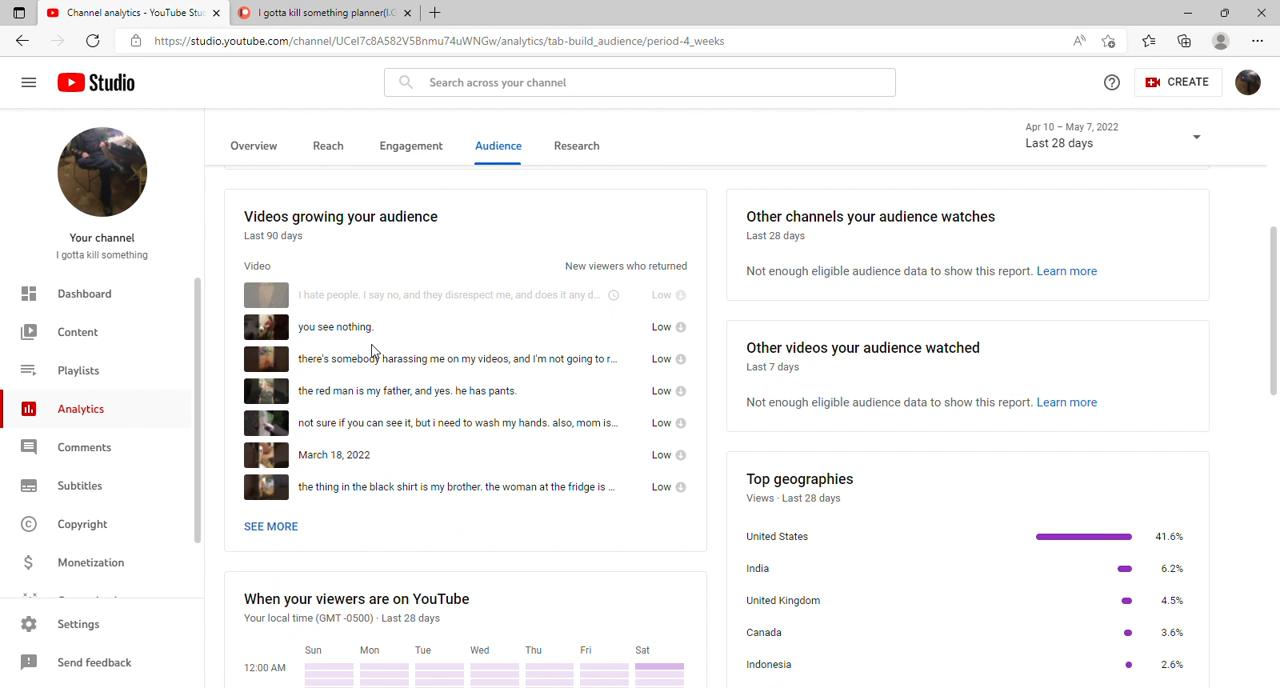 Channel analytics - YouTube Stu
I gotta kill something planner(I.G
https://studio.youtube.com/channel/UCeI7c8A582V5Bnmu74uWNGw/analytics/tab-build_audience/period-4_weeks
Studio
Search across your channel
CREATE
Overview
Reach
Engagement
Audience
Research
Apr 10 – May 7, 2022
Last 28 days
Your channel
I gotta kill something
Dashboard
Content
Playlists
Analytics
Comments
Subtitles
Copyright
Monetization
Settings
Send feedback
Videos growing your audience
Last 90 days
Video New viewers who returned
I hate people. I say no, and they disrespect me, and does it any d... Low
you see nothing. Low
there's somebody harassing me on my videos, and I'm not going to r... Low
the red man is my father, and yes. he has pants. Low
not sure if you can see it, but i need to wash my hands. also, mom is... Low
March 18, 2022 Low
the thing in the black shirt is my brother. the woman at the fridge is ... Low
SEE MORE
When your viewers are on YouTube
Your local time (GMT -0500) · Last 28 days
Sun Mon Tue Wed Thu Fri Sat
12:00 AM
Other channels your audience watches
Last 28 days
Not enough eligible audience data to show this report. Learn more
Other videos your audience watched
Last 7 days
Not enough eligible audience data to show this report. Learn more
Top geographies
Views · Last 28 days
United States 41.6%
India 6.2%
United Kingdom 4.5%
Canada 3.6%
Indonesia 2.6%